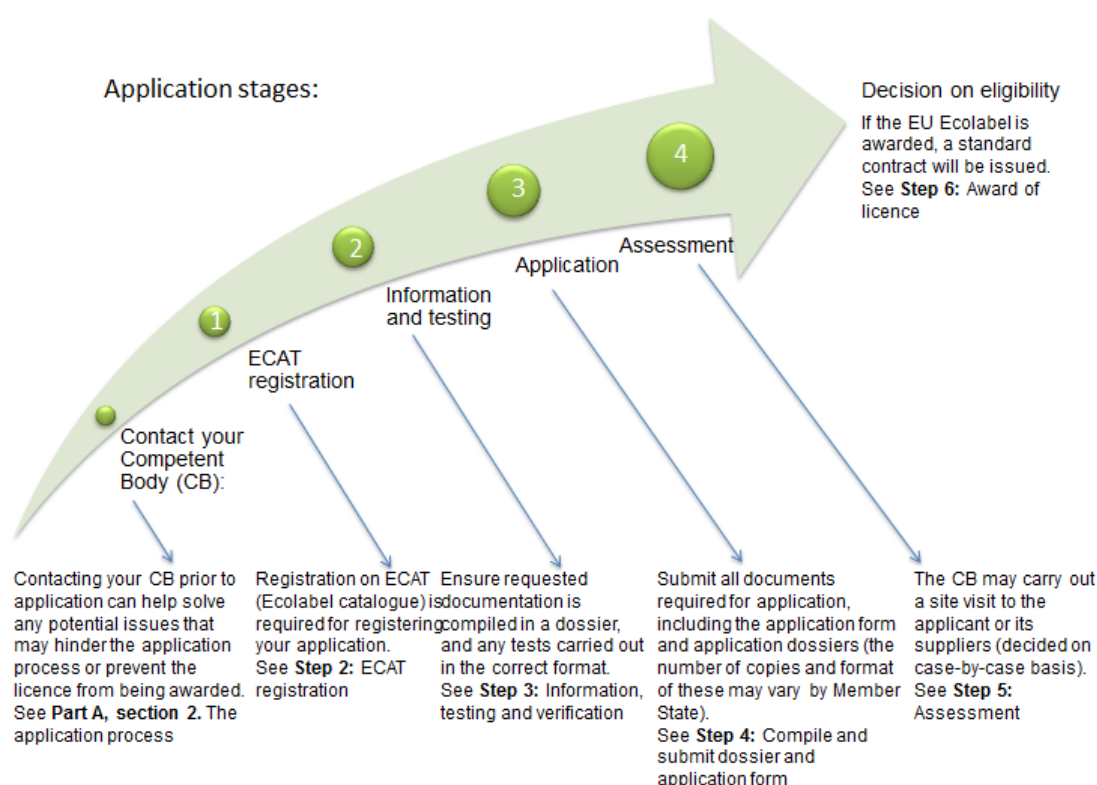 Application stages:
Decision on eligibility
If the EU Ecolabel is
awarded, a standard
contract will be issued.
See Step 6: Award of
licence
4
3
2
1
Assessment
Application
Information
and testing
ECAT
registration
Contact your
Competent
Body (CB):
Contacting your CB prior to
application can help solve
any potential issues that
may hinder the application
process or prevent the
licence from being awarded.
See Part A, section 2. The
application process
Registration on ECAT
(Ecolabel catalogue) is
required for registering
your application.
See Step 2: ECAT
registration
Ensure requested
documentation is
compiled in a dossier,
and any tests carried out
in the correct format.
See Step 3: Information,
testing and verification
Submit all documents
required for application,
including the application form
and application dossiers (the
number of copies and format
of these may vary by Member
State).
See Step 4: Compile and
submit dossier and
application form
The CB may carry out
a site visit to the
applicant or its
suppliers (decided on
case-by-case basis).
See Step 5:
Assessment